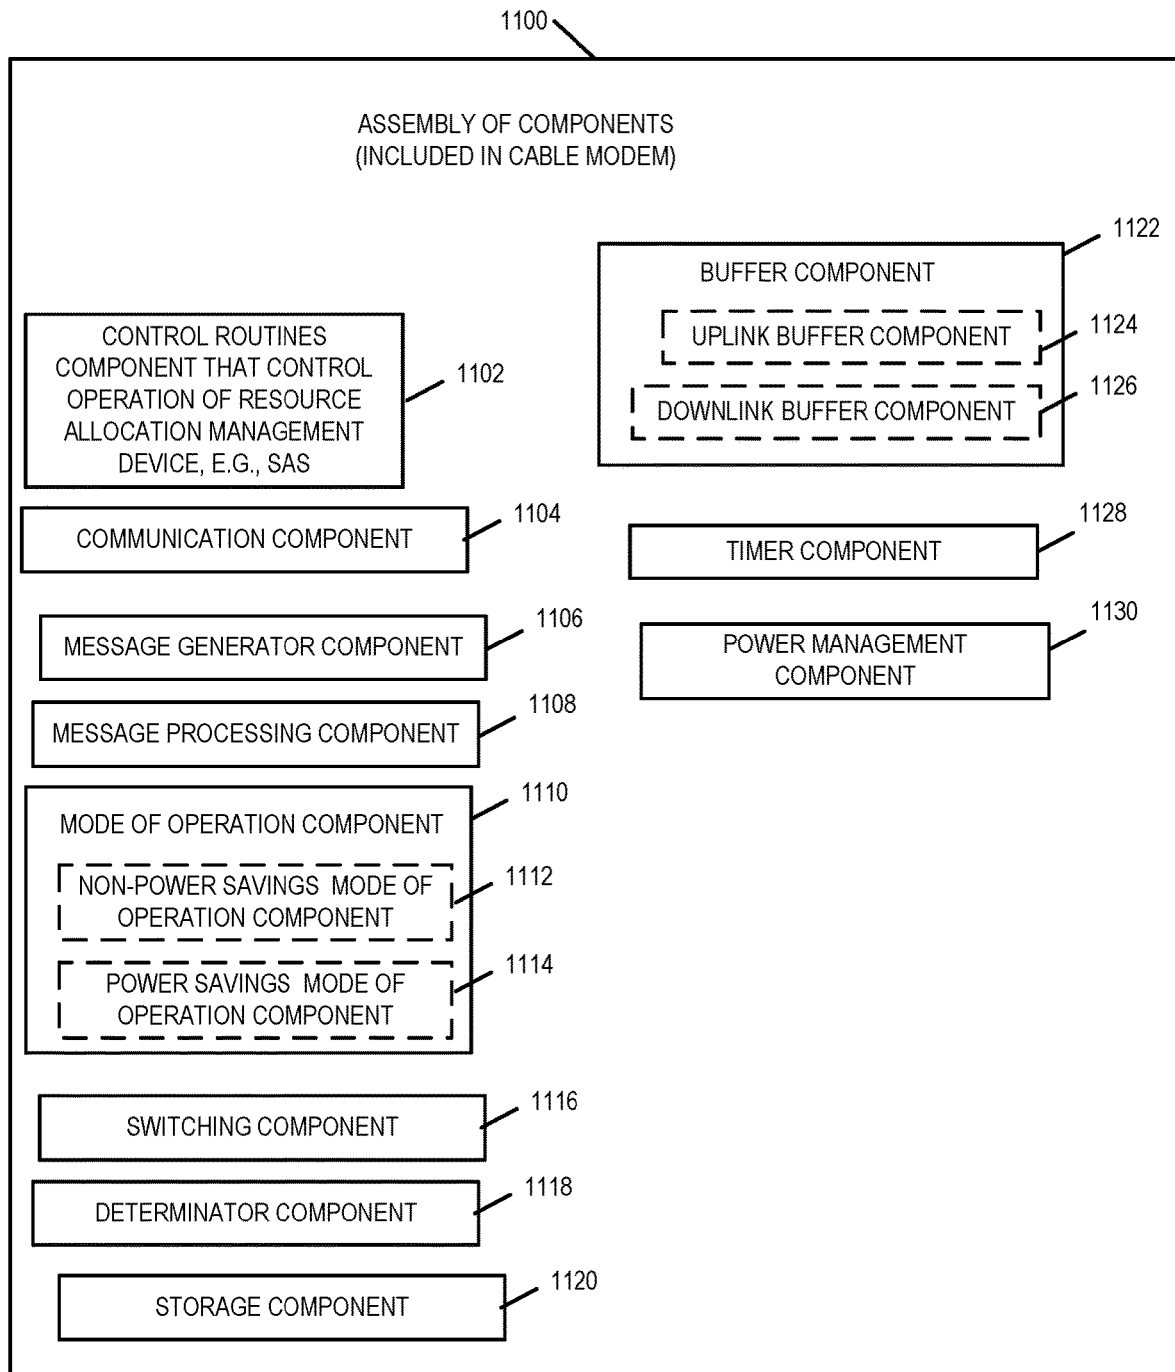 1100
ASSEMBLY OF COMPONENTS
(INCLUDED IN CABLE MODEM)
CONTROL ROUTINES
COMPONENT THAT CONTROL
OPERATION OF RESOURCE
ALLOCATION MANAGEMENT
DEVICE, E.G., SAS
1102
COMMUNICATION COMPONENT
1104
MESSAGE GENERATOR COMPONENT
1106
MESSAGE PROCESSING COMPONENT
1108
MODE OF OPERATION COMPONENT
1110
NON-POWER SAVINGS MODE OF
OPERATION COMPONENT
1112
POWER SAVINGS MODE OF
OPERATION COMPONENT
1114
SWITCHING COMPONENT
1116
DETERMINATOR COMPONENT
1118
STORAGE COMPONENT
1120
BUFFER COMPONENT
1122
UPLINK BUFFER COMPONENT
1124
DOWNLINK BUFFER COMPONENT
1126
TIMER COMPONENT
1128
POWER MANAGEMENT
COMPONENT
1130